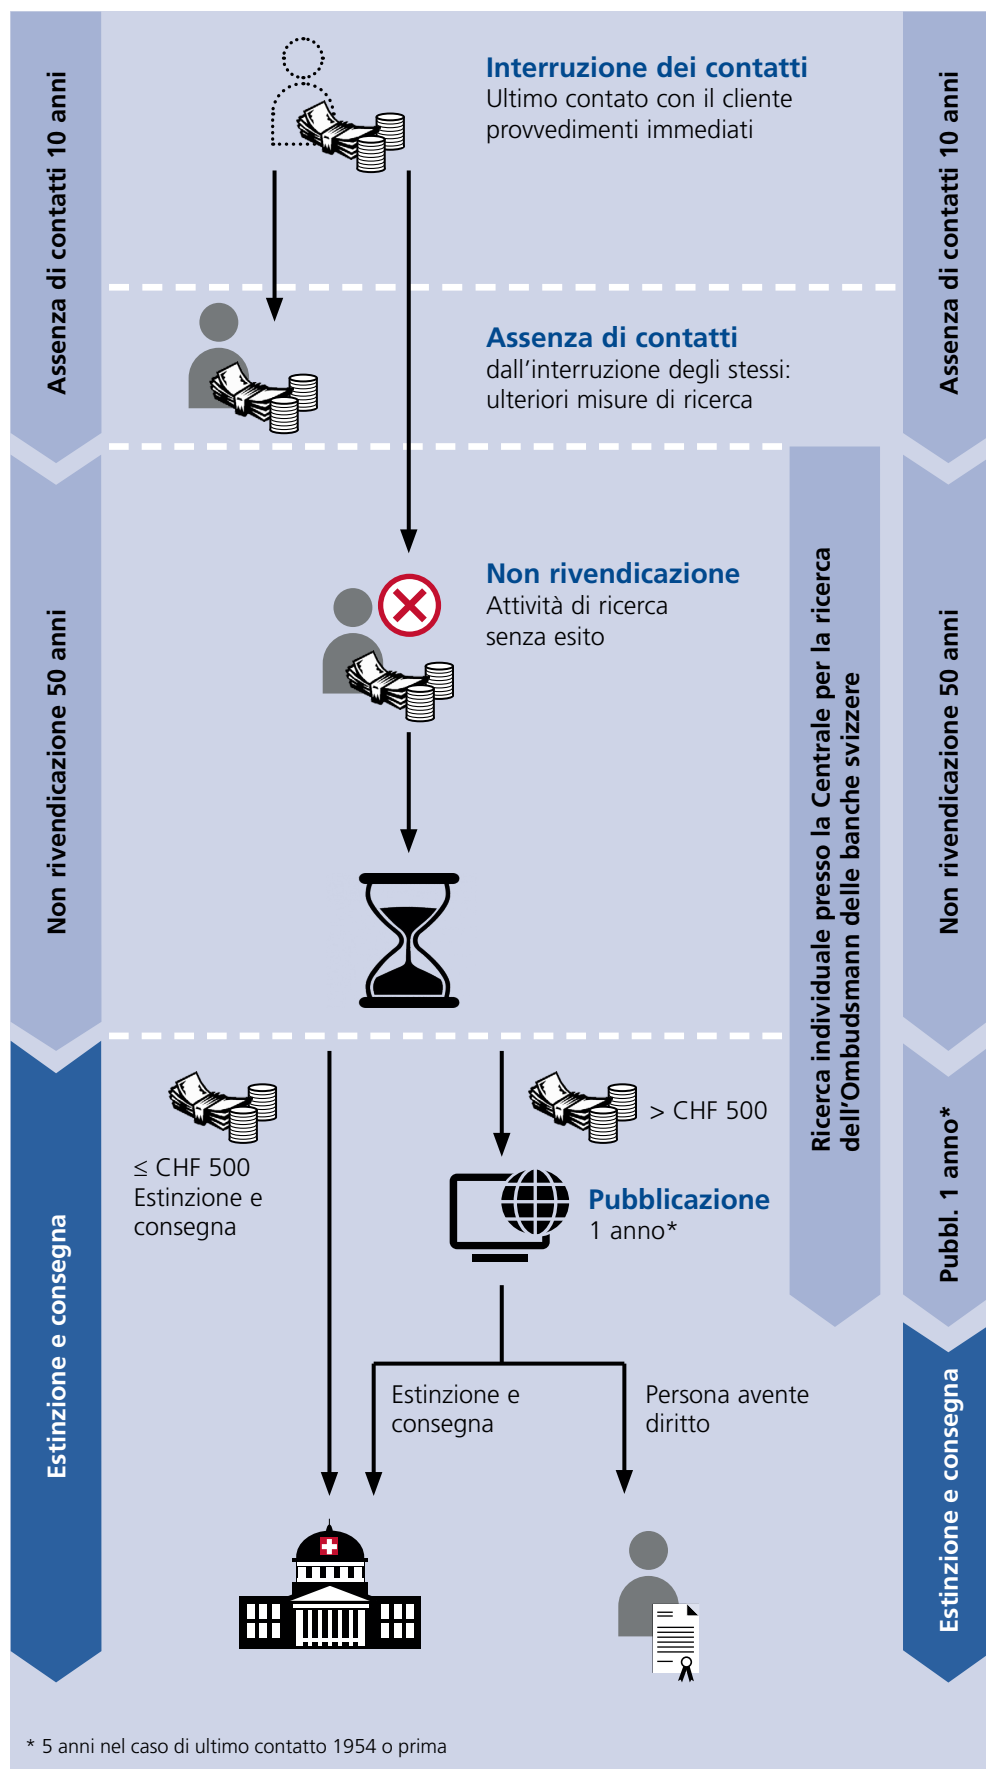 Assenza di contatti 10 anni
Non rivendicazione 50 anni
Estinzione e consegna
Interruzione dei contatti
Ultimo contato con il cliente
provvedimenti immediati
Assenza di contatti
dall’interruzione degli stessi:
ulteriori misure di ricerca
Non rivendicazione
Attività di ricerca
senza esito
≤ CHF 500
Estinzione e
consegna
> CHF 500
Pubblicazione
1 anno*
Estinzione e
consegna
Persona avente
diritto
Ricerca individuale presso la Centrale per la ricerca
dell’Ombudsmann delle banche svizzere
Assenza di contatti 10 anni
Non rivendicazione 50 anni
Pubbl. 1 anno*
Estinzione e consegna
* 5 anni nel caso di ultimo contatto 1954 o prima